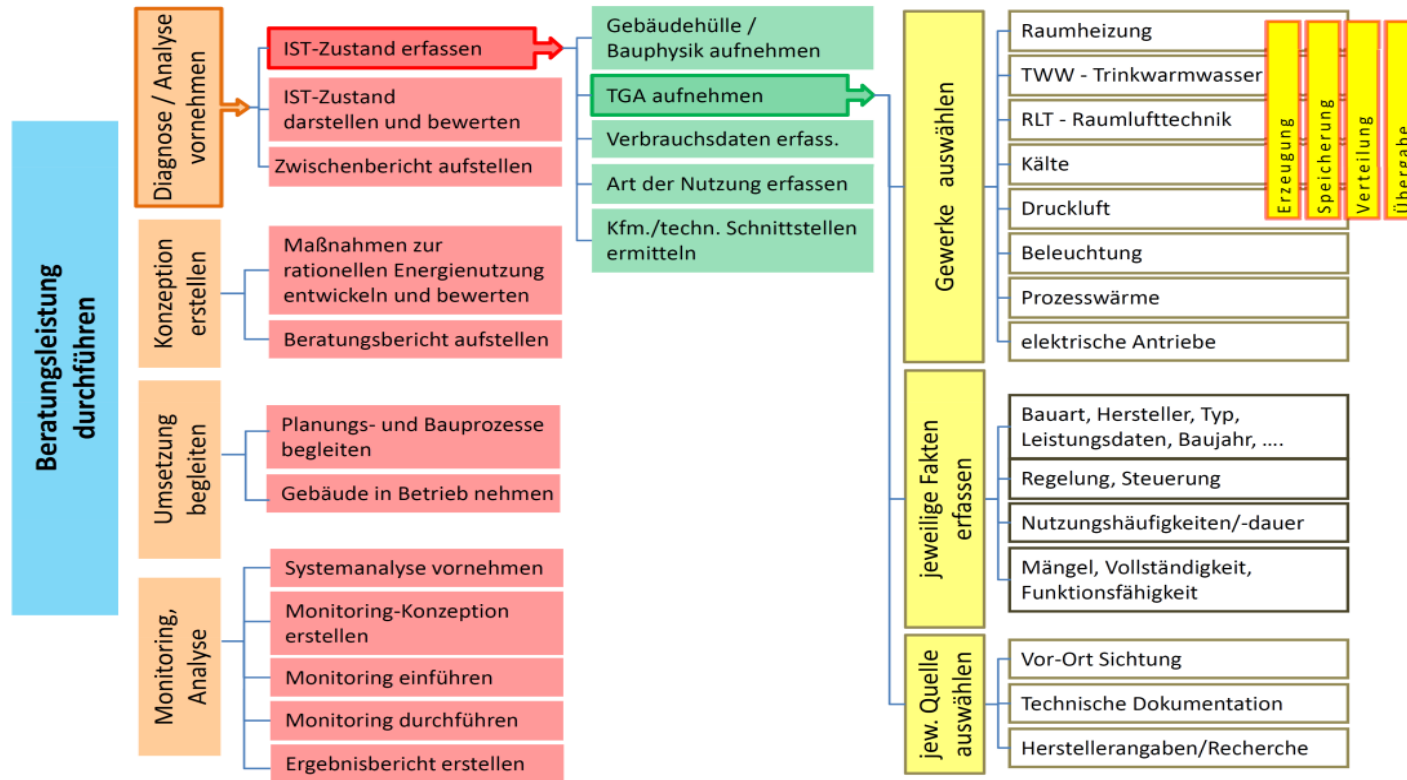 Beratungsleistung
durchführen
Diagnose / Analyse
vornehmen
Konzeption
erstellen
Umsetzung
begleiten
Monitoring,
Analyse
IST-Zustand erfassen
IST-Zustand
darstellen und bewerten
Zwischenbericht aufstellen
Maßnahmen zur
rationellen Energienutzung
entwickeln und bewerten
Beratungsbericht aufstellen
Planungs- und Bauprozesse
begleiten
Gebäude in Betrieb nehmen
Systemanalyse vornehmen
Monitoring-Konzeption
erstellen
Monitoring einführen
Monitoring durchführen
Ergebnisbericht erstellen
Gebäudehülle /
Bauphysik aufnehmen
TGA aufnehmen
Verbrauchsdaten erfass.
Art der Nutzung erfassen
Kfm./techn. Schnittstellen
ermitteln
Gewerke auswählen
jeweilige Fakten
erfassen
jew. Quelle
auswählen
Raumheizung
TWW - Trinkwarmwasser
RLT - Raumlufttechnik
Kälte
Druckluft
Beleuchtung
Prozesswärme
elektrische Antriebe
Erzeugung
Speicherung
Verteilung
Übergabe
Bauart, Hersteller, Typ,
Leistungsdaten, Baujahr, ....
Regelung, Steuerung
Nutzungshäufigkeiten/-dauer
Mängel, Vollständigkeit,
Funktionsfähigkeit
Vor-Ort Sichtung
Technische Dokumentation
Herstellerangaben/Recherche